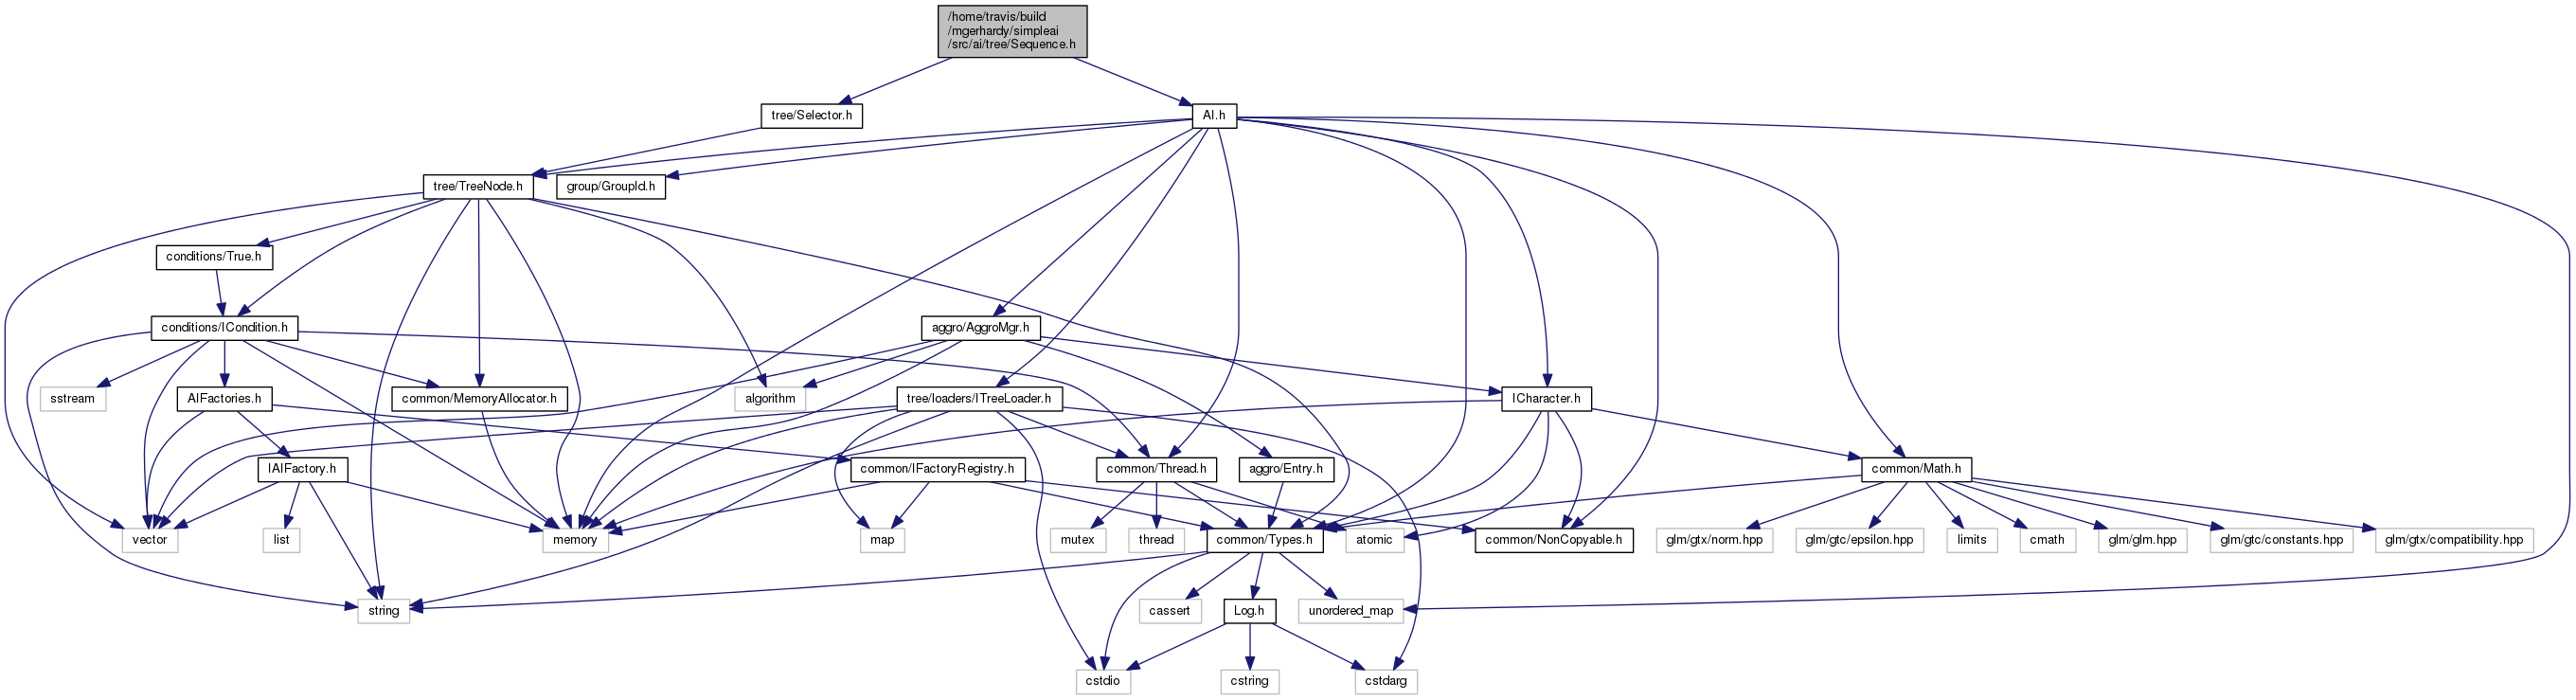 /home/travis/build
/mgerhardy/simpleai
/src/ai/tree/Sequence.h
tree/Selector.h
AI.h
tree/TreeNode.h
group/GroupId.h
conditions/True.h
conditions/ICondition.h
aggro/AggroMgr.h
sstream
AIFactories.h
common/MemoryAllocator.h
algorithm
tree/loaders/ITreeLoader.h
ICharacter.h
IAIFactory.h
common/IFactoryRegistry.h
common/Thread.h
aggro/Entry.h
common/Math.h
vector
list
memory
map
mutex
thread
common/Types.h
atomic
common/NonCopyable.h
glm/gtx/norm.hpp
glm/gtc/epsilon.hpp
limits
cmath
glm/glm.hpp
glm/gtc/constants.hpp
glm/gtx/compatibility.hpp
string
cassert
Log.h
unordered_map
cstdio
cstring
cstdarg